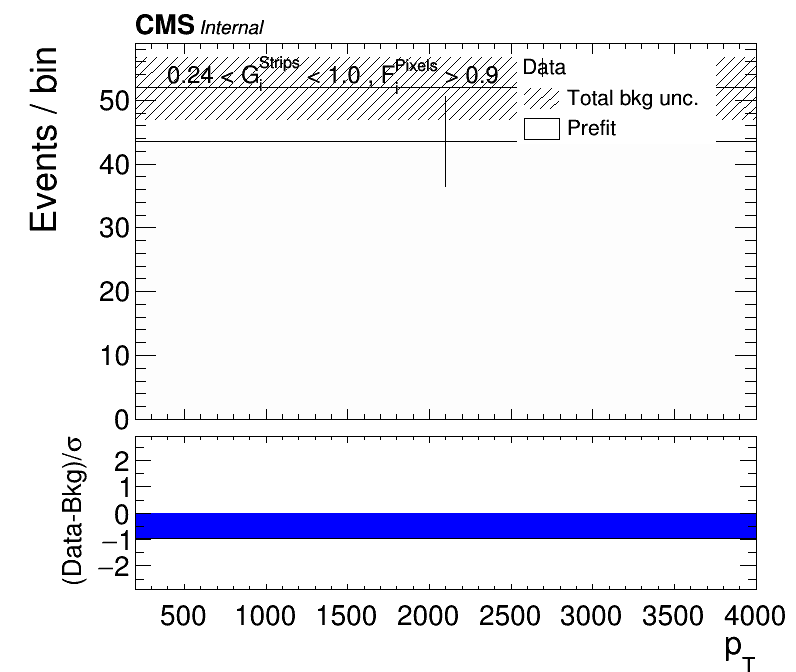 CMS Internal
Events / bin
0.24 < G_i^Strips < 1.0 , F_i^Pixels > 0.9
Data
Total bkg unc.
Prefit
50
40
30
20
10
0
(Data-Bkg)/σ
2
1
0
−1
−2
500 1000 1500 2000 2500 3000 3500 4000
p_T